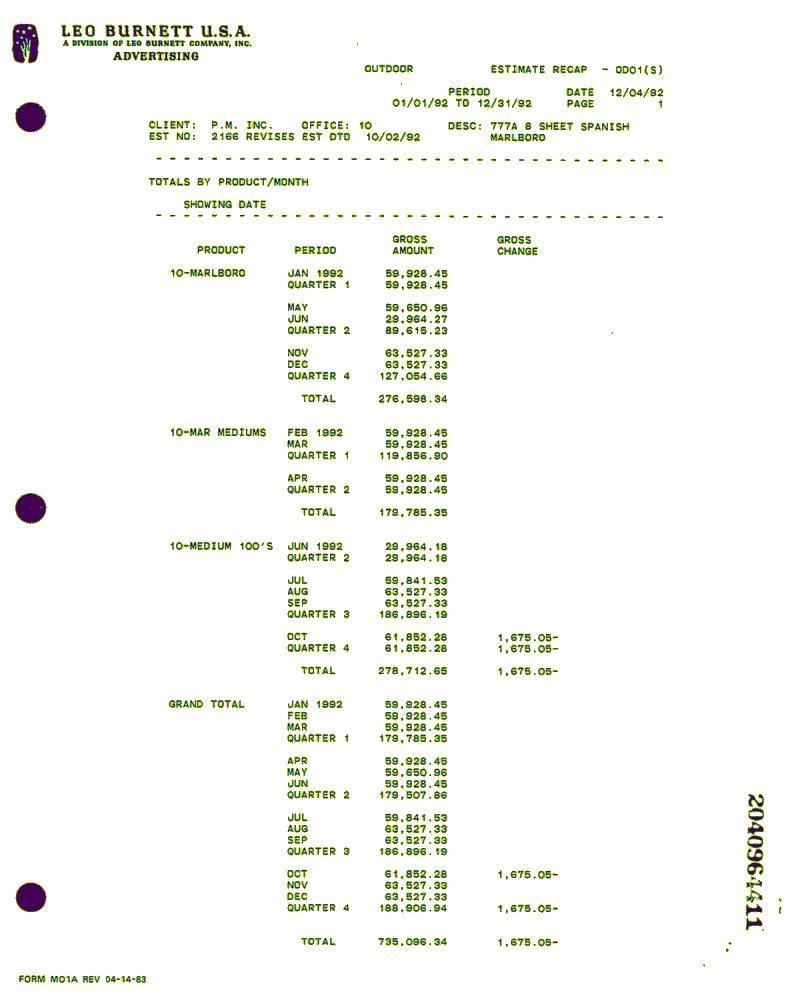 LEO BURNETT U.S.A.
A DIVISION OF LEO BURNETT COMPANY, INC.
ADVERTISING
OUTDOOR ESTIMATE RECAP - ODO1(S)
PERIOD DATE 12/04/92
01/01/92 TO 12/31/92 PAGE 1
CLIENT: P.M. INC. OFFICE: 10 DESC: 777A 8 SHEET SPANISH
EST NO: 2166 REVISES EST DTD 10/02/92 MARLBORO
TOTALS BY PRODUCT/MONTH
SHOWING DATE
GROSS GROSS
PRODUCT PERIOD AMOUNT CHANGE
10-MARLBORO JAN 1992 59,928.45
QUARTER 1 59,928.45
MAY 59,650.96
JUN 29,964.27
QUARTER 2 89,615.23
NOV 63,527.33
DEC 63,527.33
QUARTER 4 127,054.66
TOTAL 276,598.34
10-MAR MEDIUMS FEB 1992 59,928.45
MAR 59,928.45
QUARTER 1 119,856.90
APR 59,928.45
QUARTER 2 59,928.45
TOTAL 179,785.35
10-MEDIUM 100'S JUN 1992 29,964.18
QUARTER 2 29,964.18
JUL 59,841.53
AUG 63,527.33
SEP 63,527.33
QUARTER 3 186,896.19
OCT 61,852.28 1,675.05-
QUARTER 4 61,852.28 1,675.05-
TOTAL 278,712.65 1,675.05-
GRAND TOTAL JAN 1992 59,928.45
FEB 59,928.45
MAR 59,928.45
QUARTER 1 179,785.35
APR 59,928.45
MAY 59,650.96
JUN 59,928.45
QUARTER 2 179,507.86
JUL 59,841.53
AUG 63,527.33
SEP 63,527.33
QUARTER 3 186,896.19
OCT 61,852.28 1,675.05-
NOV 63,527.33
DEC 63,527.33
QUARTER 4 188,906.94 1,675.05-
TOTAL 735,096.34 1,675.05-
2040964411
FORM MO1A REV 04-14-83